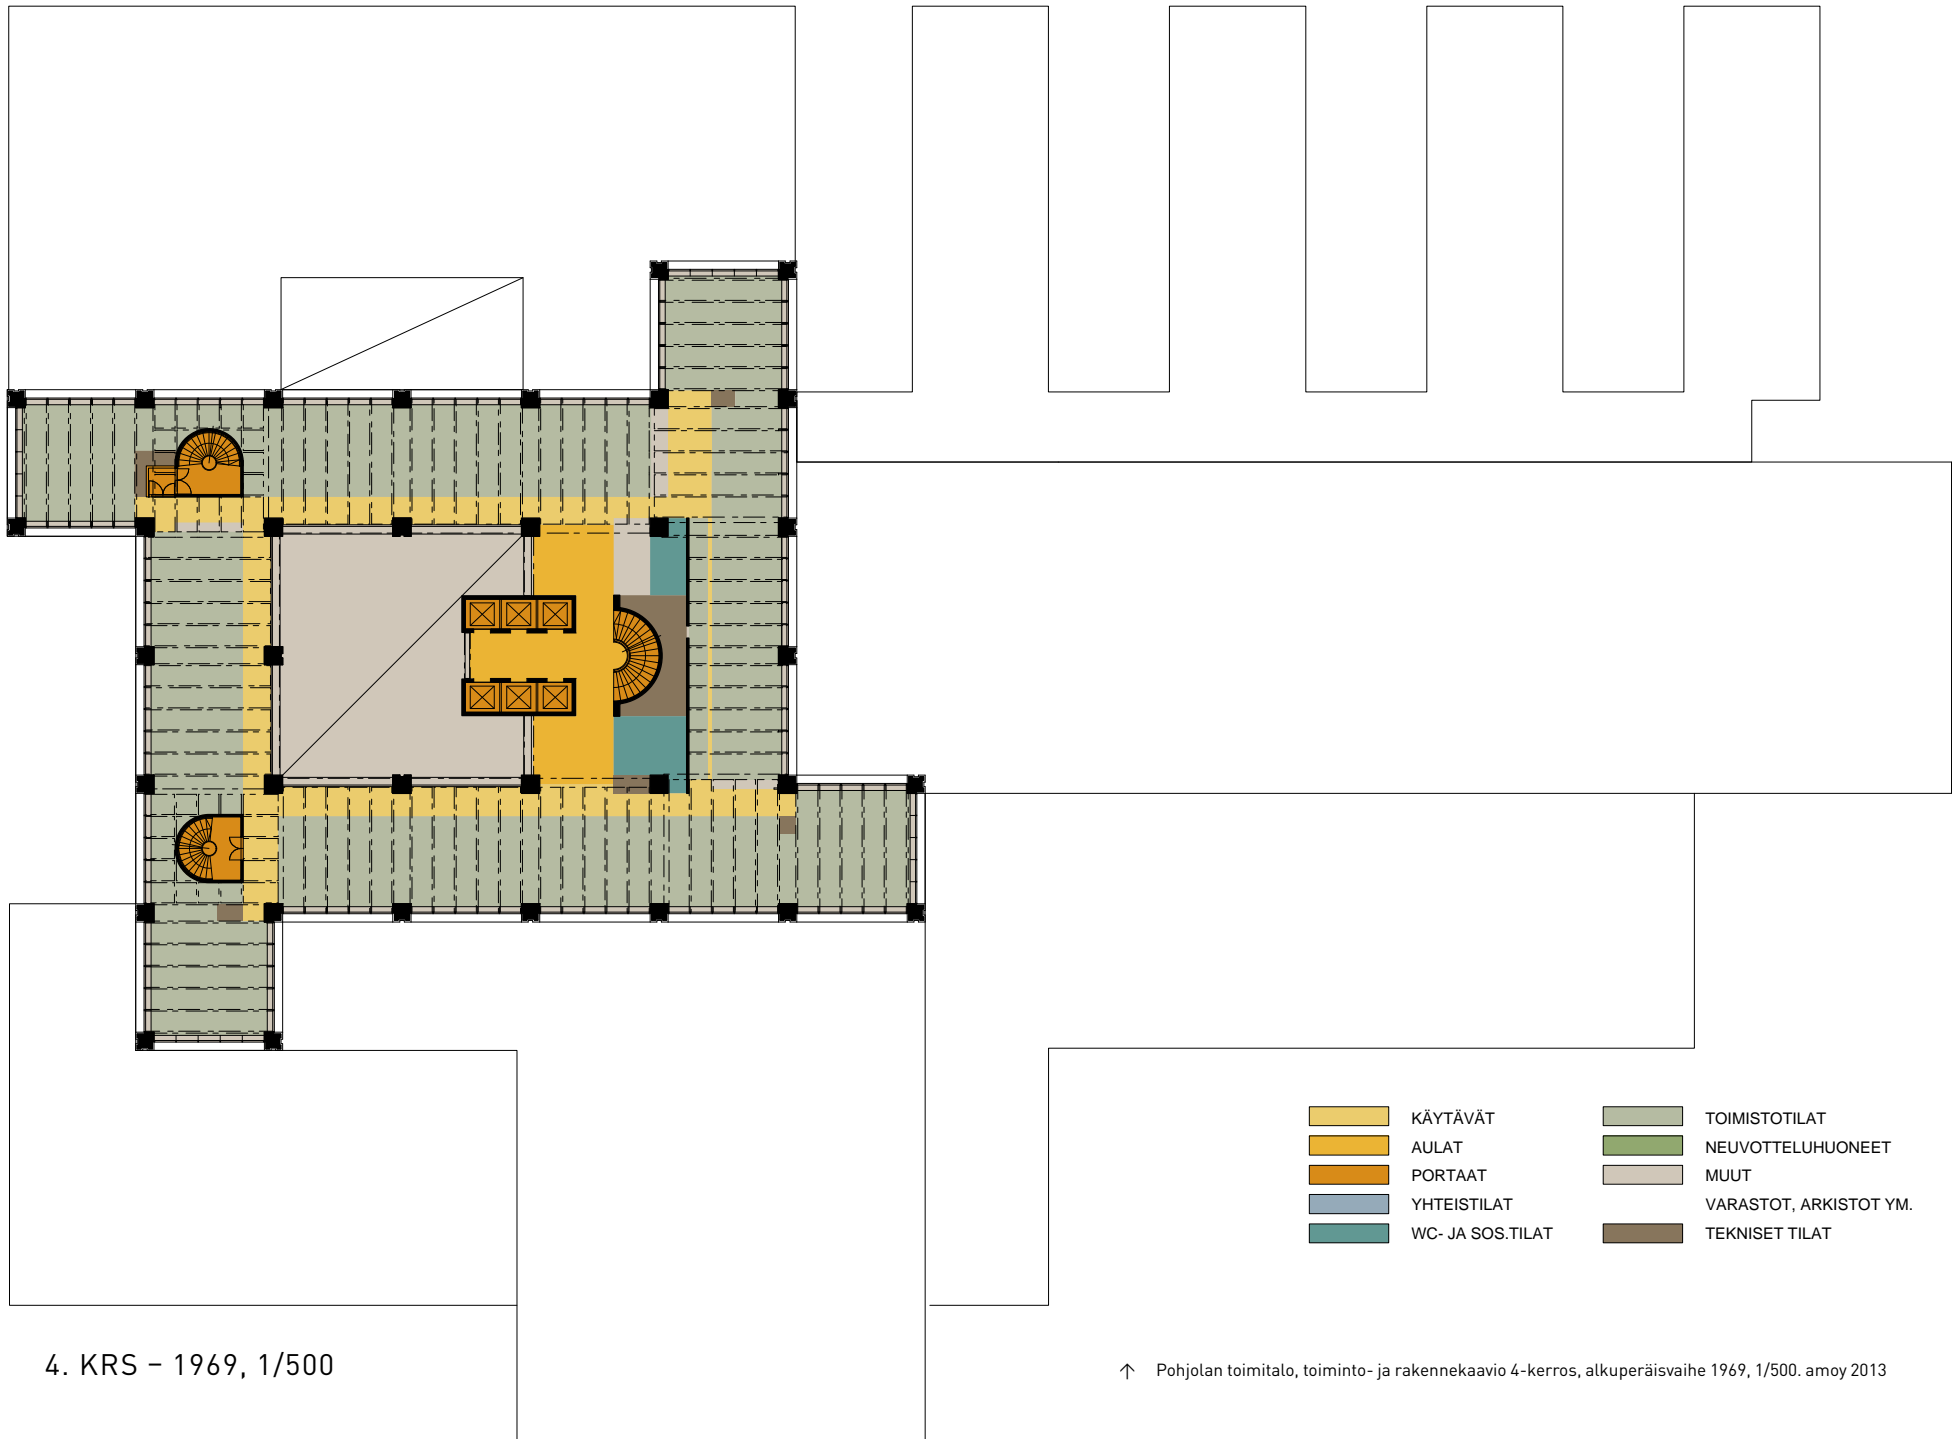 KÄYTÄVÄT
AULAT
PORTAAT
YHTEISTILAT
WC- JA SOS.TILAT
TOIMISTOTILAT
NEUVOTTELUHUONEET
MUUT
VARASTOT, ARKISTOT YM.
TEKNISET TILAT
4. KRS – 1969, 1/500
↑ Pohjolan toimitalo, toiminto- ja rakennekaavio 4-kerros, alkuperäisvaihe 1969, 1/500. amoy 2013